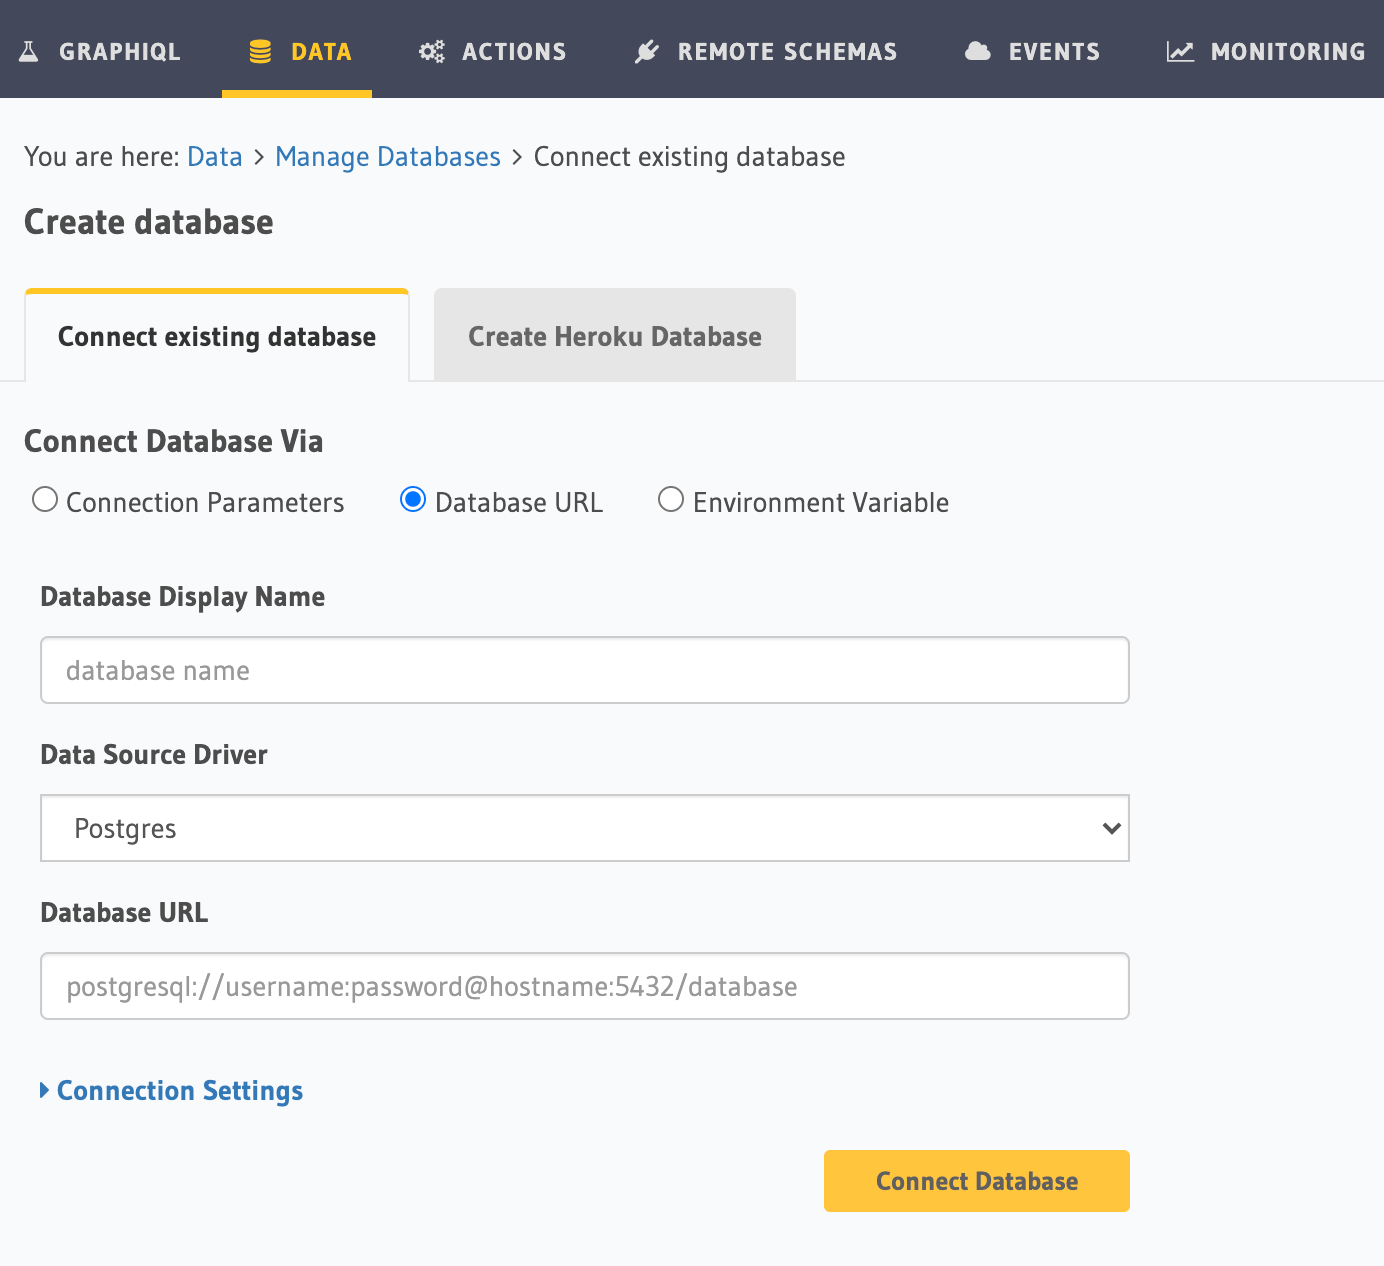 GRAPHIQL DATA ACTIONS REMOTE SCHEMAS EVENTS MONITORING
You are here: Data > Manage Databases > Connect existing database
Create database
Connect existing database Create Heroku Database
Connect Database Via
Connection Parameters Database URL Environment Variable
Database Display Name
database name
Data Source Driver
Postgres
Database URL
postgresql://username:password@hostname:5432/database
Connection Settings
Connect Database